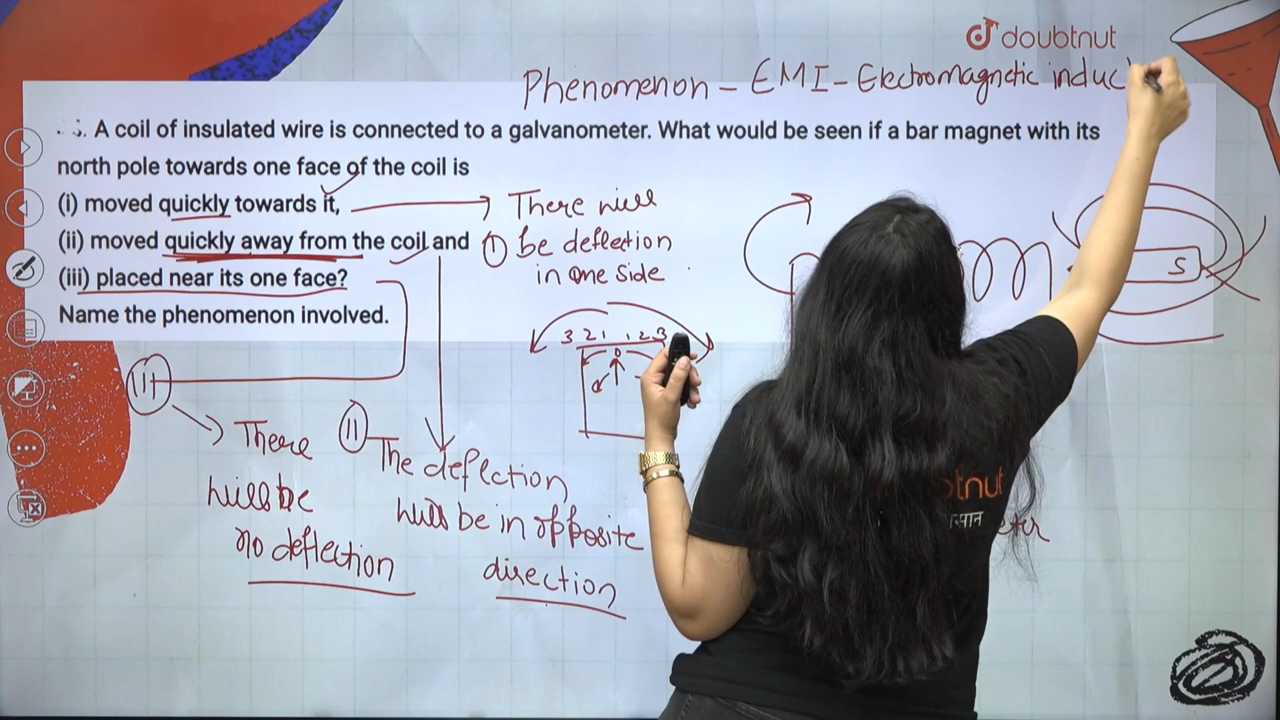 doubtnut
Phenomenon - EMI - Electromagnetic induc
A coil of insulated wire is connected to a galvanometer. What would be seen if a bar magnet with its
north pole towards one face of the coil is
(i) moved quickly towards it,
(ii) moved quickly away from the coil and
(iii) placed near its one face?
Name the phenomenon involved.
There will
(I) be deflection
in one side
3 2 1 0 1 2 3
S
(III)
There
will be
no deflection
(II) The deflection
will be in opposite
direction